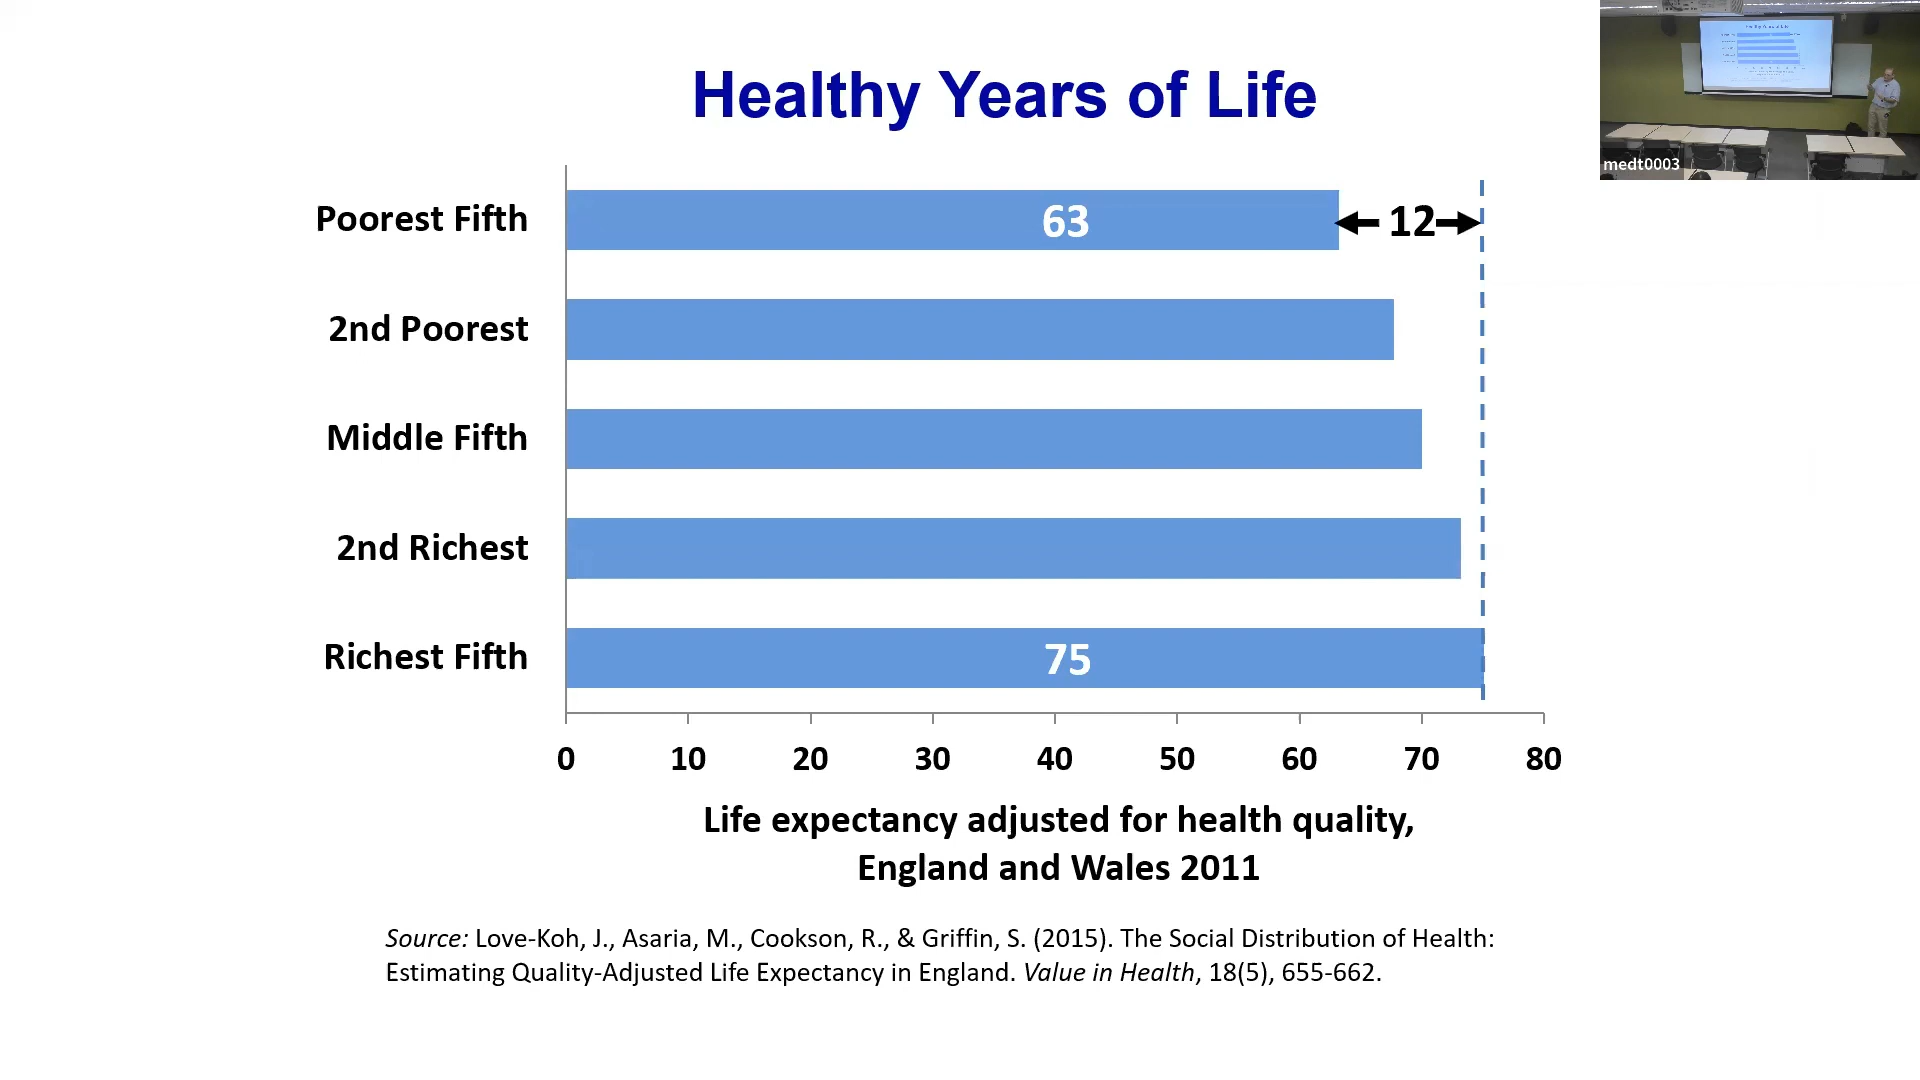 Healthy Years of Life
medt0003
Poorest Fifth
63
12
2nd Poorest
Middle Fifth
2nd Richest
Richest Fifth
75
0 10 20 30 40 50 60 70 80
Life expectancy adjusted for health quality,
England and Wales 2011
Source: Love-Koh, J., Asaria, M., Cookson, R., & Griffin, S. (2015). The Social Distribution of Health:
Estimating Quality-Adjusted Life Expectancy in England. Value in Health, 18(5), 655-662.